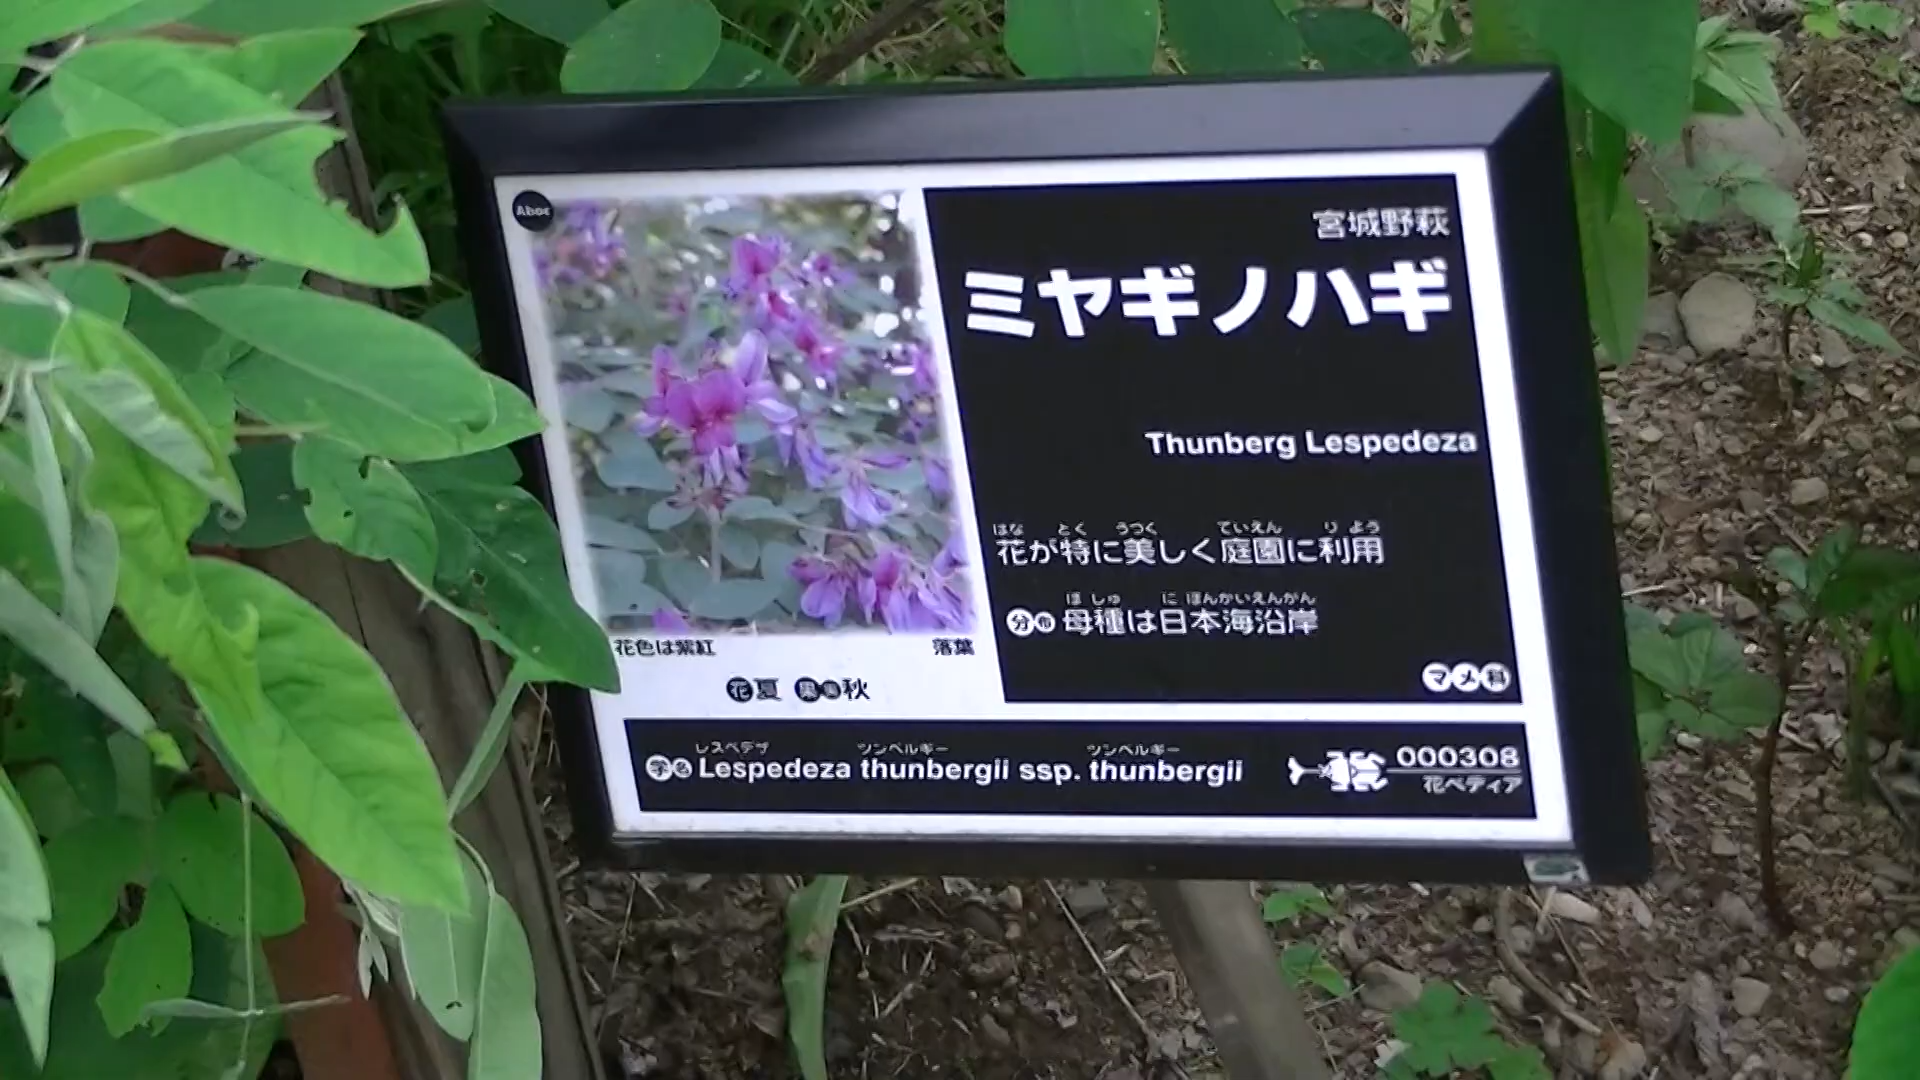 Aboc
宮城野萩
ミヤギノハギ
Thunberg Lespedeza
はな とく うつく ていえん り よう
花が特に美しく庭園に利用
ぼ しゅ に ほんかいえんがん
分布 母種は日本海沿岸
マメ科
花色は紫紅 落葉
花 夏 果実 秋
レスペデザ ツンベルギー ツンベルギー
学名 Lespedeza thunbergii ssp. thunbergii
000308
花ペディア